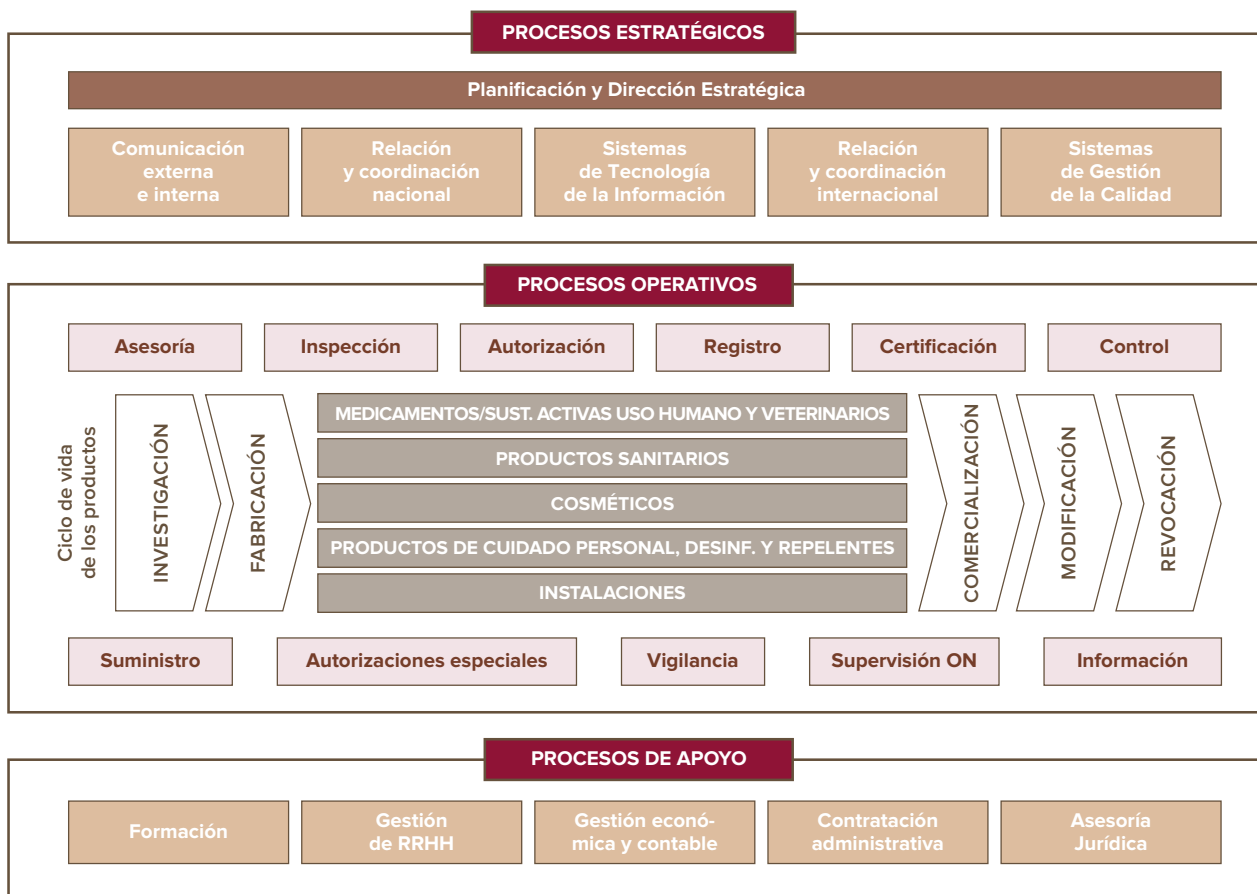 PROCESOS ESTRATÉGICOS
Planificación y Dirección Estratégica
Comunicación
externa
e interna
Relación
y coordinación
nacional
Sistemas
de Tecnología
de la Información
Relación
y coordinación
internacional
Sistemas
de Gestión
de la Calidad
PROCESOS OPERATIVOS
Asesoría
Inspección
Autorización
Registro
Certificación
Control
Ciclo de vida
de los productos
INVESTIGACIÓN
FABRICACIÓN
MEDICAMENTOS/SUST. ACTIVAS USO HUMANO Y VETERINARIOS
PRODUCTOS SANITARIOS
COSMÉTICOS
PRODUCTOS DE CUIDADO PERSONAL, DESINF. Y REPELENTES
INSTALACIONES
COMERCIALIZACIÓN
MODIFICACIÓN
REVOCACIÓN
Suministro
Autorizaciones especiales
Vigilancia
Supervisión ON
Información
PROCESOS DE APOYO
Formación
Gestión
de RRHH
Gestión econó-
mica y contable
Contratación
administrativa
Asesoría
Jurídica